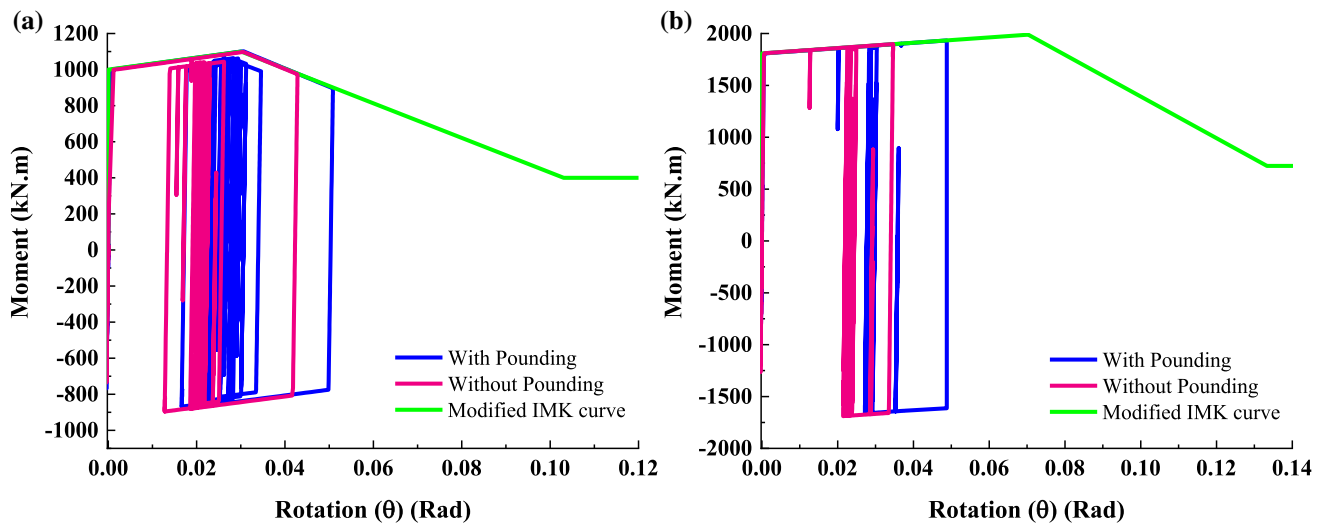 (a)
1200
1000
800
600
400
200
0
-200
-400
-600
-800
-1000
Moment (kN.m)
0.00 0.02 0.04 0.06 0.08 0.10 0.12
Rotation (θ) (Rad)
With Pounding
Without Pounding
Modified IMK curve
(b)
2000
1500
1000
500
0
-500
-1000
-1500
-2000
Moment (kN.m)
0.00 0.02 0.04 0.06 0.08 0.10 0.12 0.14
Rotation (θ) (Rad)
With Pounding
Without Pounding
Modified IMK curve